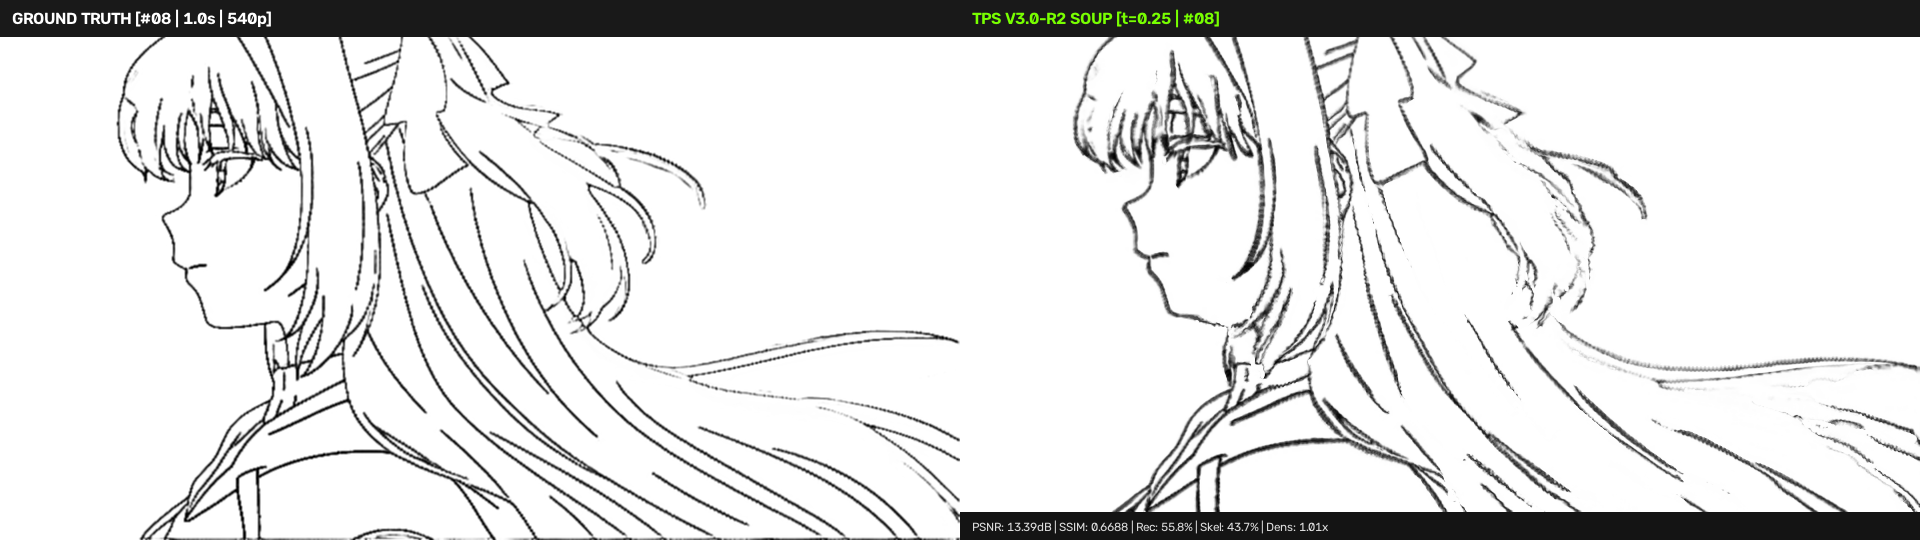 GROUND TRUTH [#08 | 1.0s | 540p]
TPS V3.0-R2 SOUP [t=0.25 | #08]
PSNR: 13.39dB | SSIM: 0.6688 | Rec: 55.8% | Skel: 43.7% | Dens: 1.01x